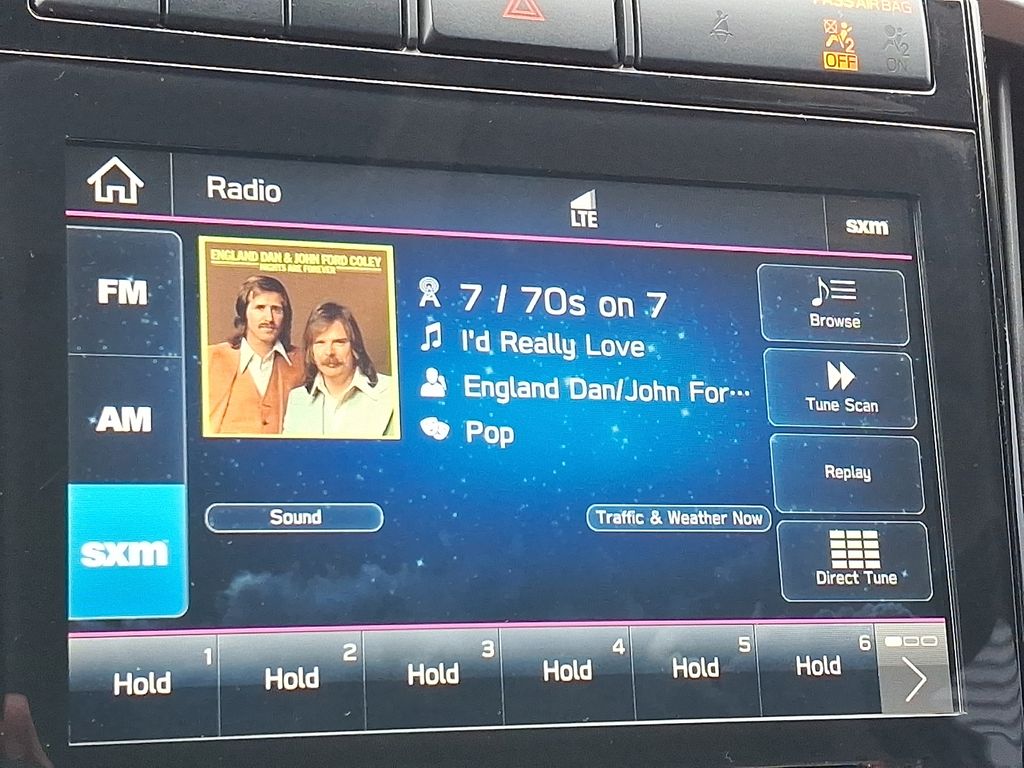 PASS AIR BAG
2
OFF
2
ON
Radio
LTE
sxm
FM
AM
sxm
ENGLAND DAN & JOHN FORD COLEY
NIGHTS ARE FOREVER
7 / 70s on 7
I'd Really Love
England Dan/John For...
Pop
Browse
Tune Scan
Replay
Direct Tune
Sound
Traffic & Weather Now
1
Hold
2
Hold
3
Hold
4
Hold
5
Hold
6
Hold